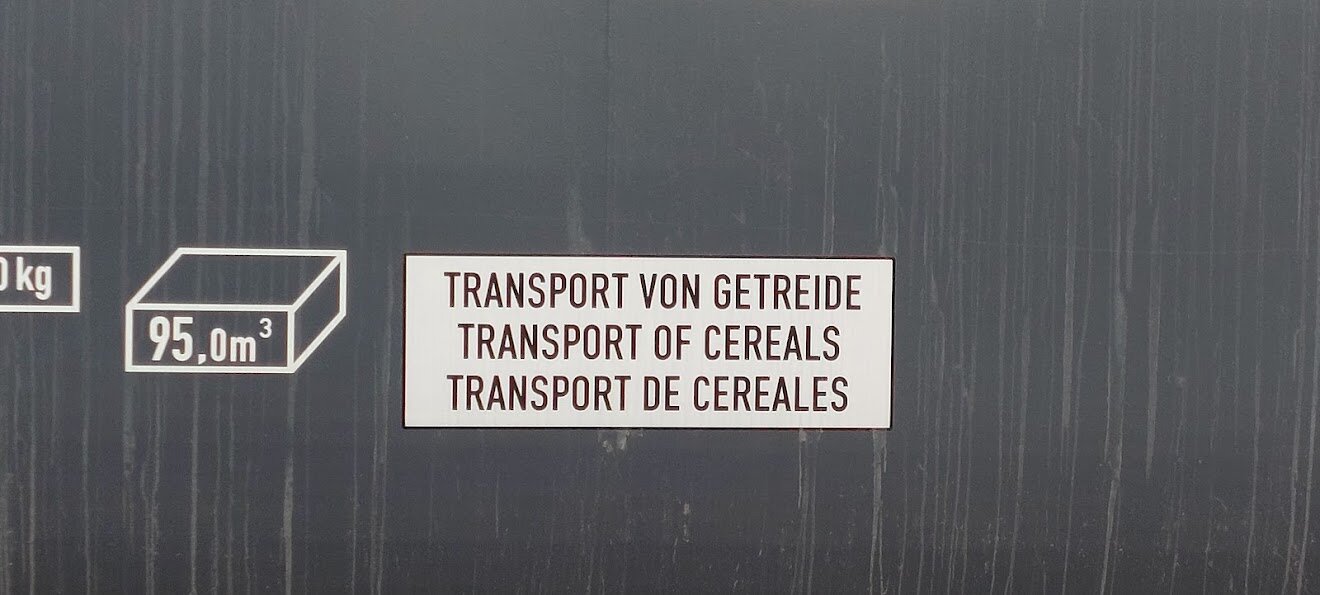 0 kg
95,0m³
TRANSPORT VON GETREIDE
TRANSPORT OF CEREALS
TRANSPORT DE CEREALES